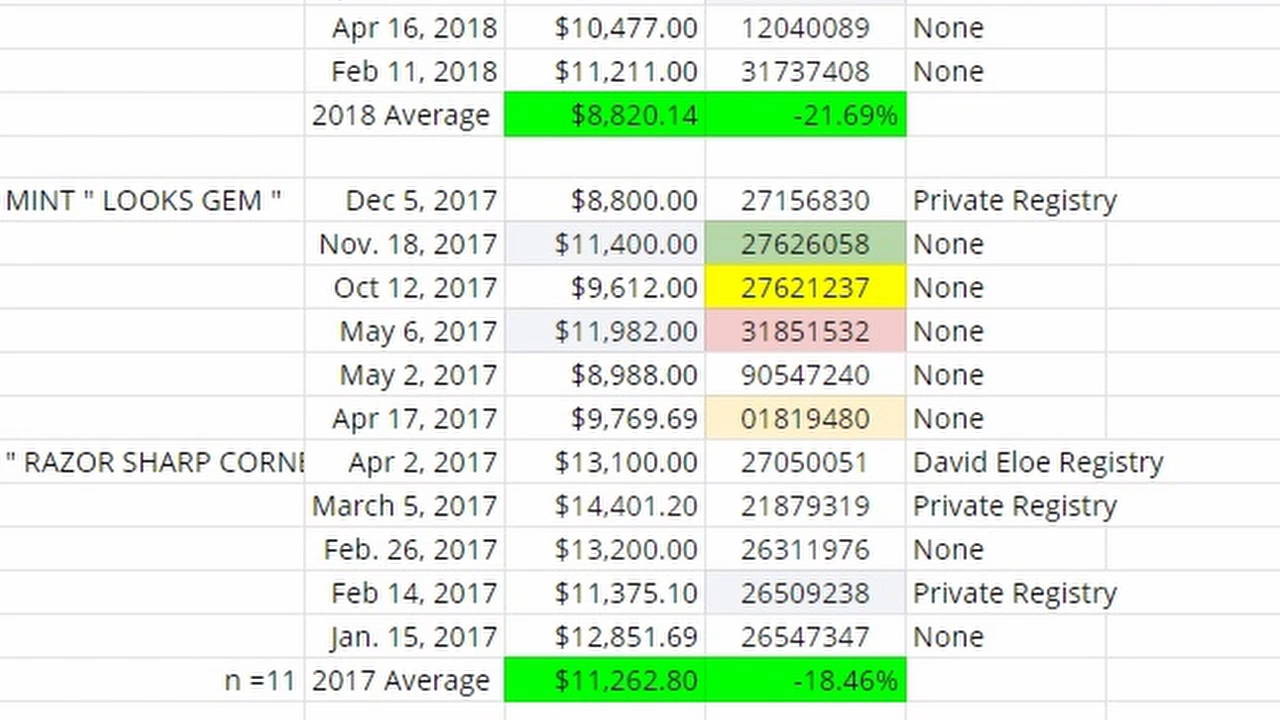 Apr 16, 2018 $10,477.00 12040089 None
Feb 11, 2018 $11,211.00 31737408 None
2018 Average $8,820.14 -21.69%
MINT " LOOKS GEM " Dec 5, 2017 $8,800.00 27156830 Private Registry
Nov. 18, 2017 $11,400.00 27626058 None
Oct 12, 2017 $9,612.00 27621237 None
May 6, 2017 $11,982.00 31851532 None
May 2, 2017 $8,988.00 90547240 None
Apr 17, 2017 $9,769.69 01819480 None
" RAZOR SHARP CORNE Apr 2, 2017 $13,100.00 27050051 David Eloe Registry
March 5, 2017 $14,401.20 21879319 Private Registry
Feb. 26, 2017 $13,200.00 26311976 None
Feb 14, 2017 $11,375.10 26509238 Private Registry
Jan. 15, 2017 $12,851.69 26547347 None
n =11 2017 Average $11,262.80 -18.46%